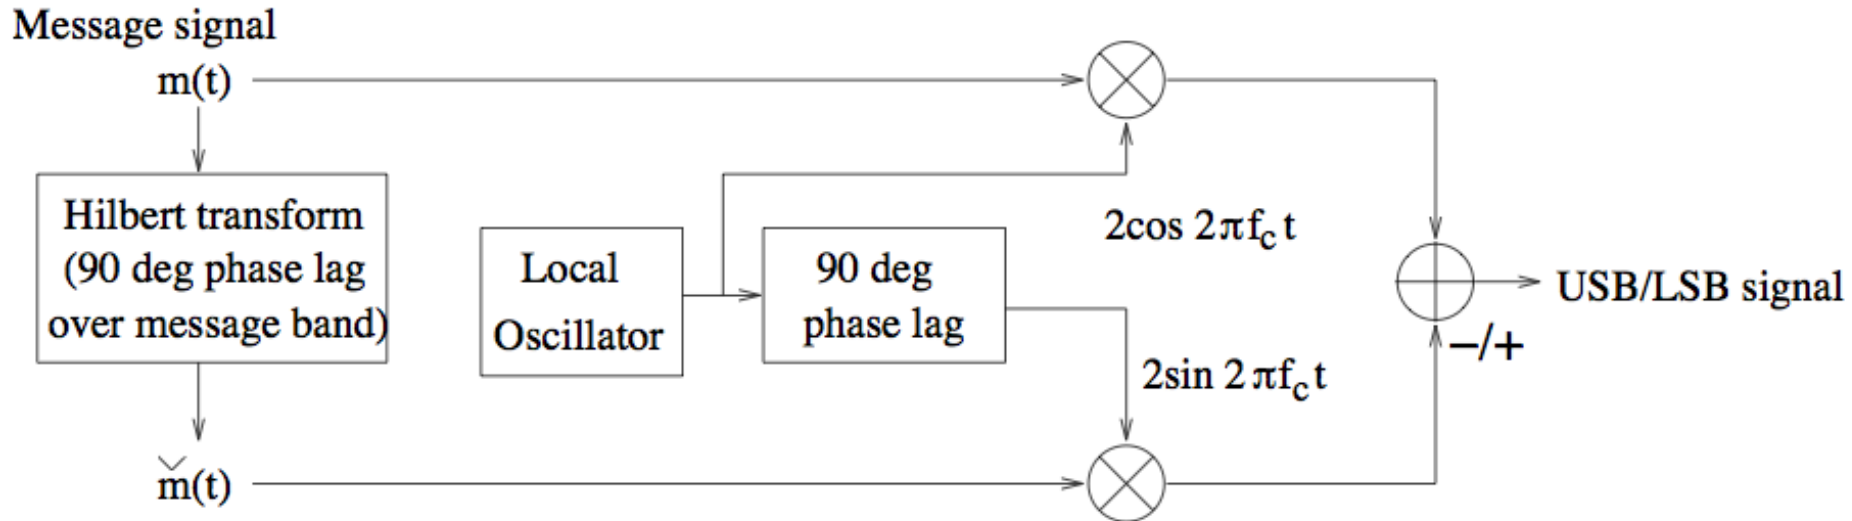 Message signal
m(t)
Hilbert transform
(90 deg phase lag
over message band)
Local
Oscillator
90 deg
phase lag
2cos 2πf_c t
2sin 2πf_c t
−/+
USB/LSB signal
m̌(t)